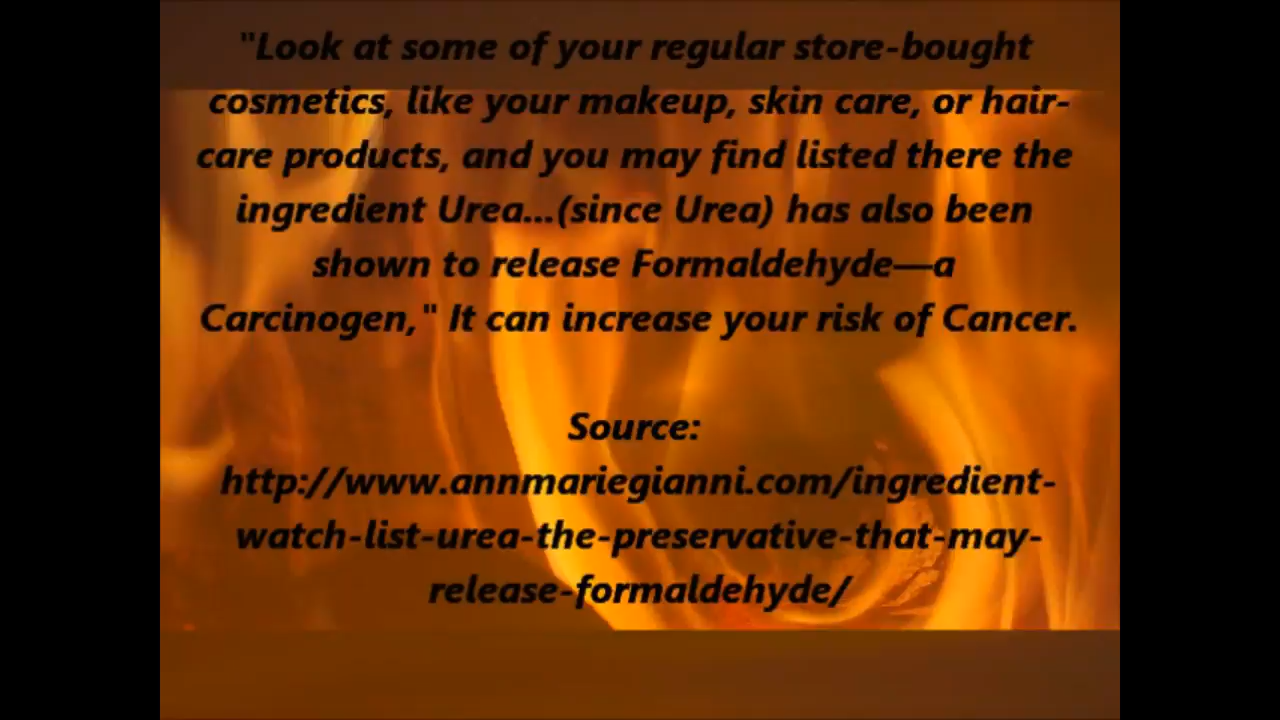 "Look at some of your regular store-bought
cosmetics, like your makeup, skin care, or hair-
care products, and you may find listed there the
ingredient Urea...(since Urea) has also been
shown to release Formaldehyde—a
Carcinogen," It can increase your risk of Cancer.
Source:
http://www.annmariegianni.com/ingredient-
watch-list-urea-the-preservative-that-may-
release-formaldehyde/